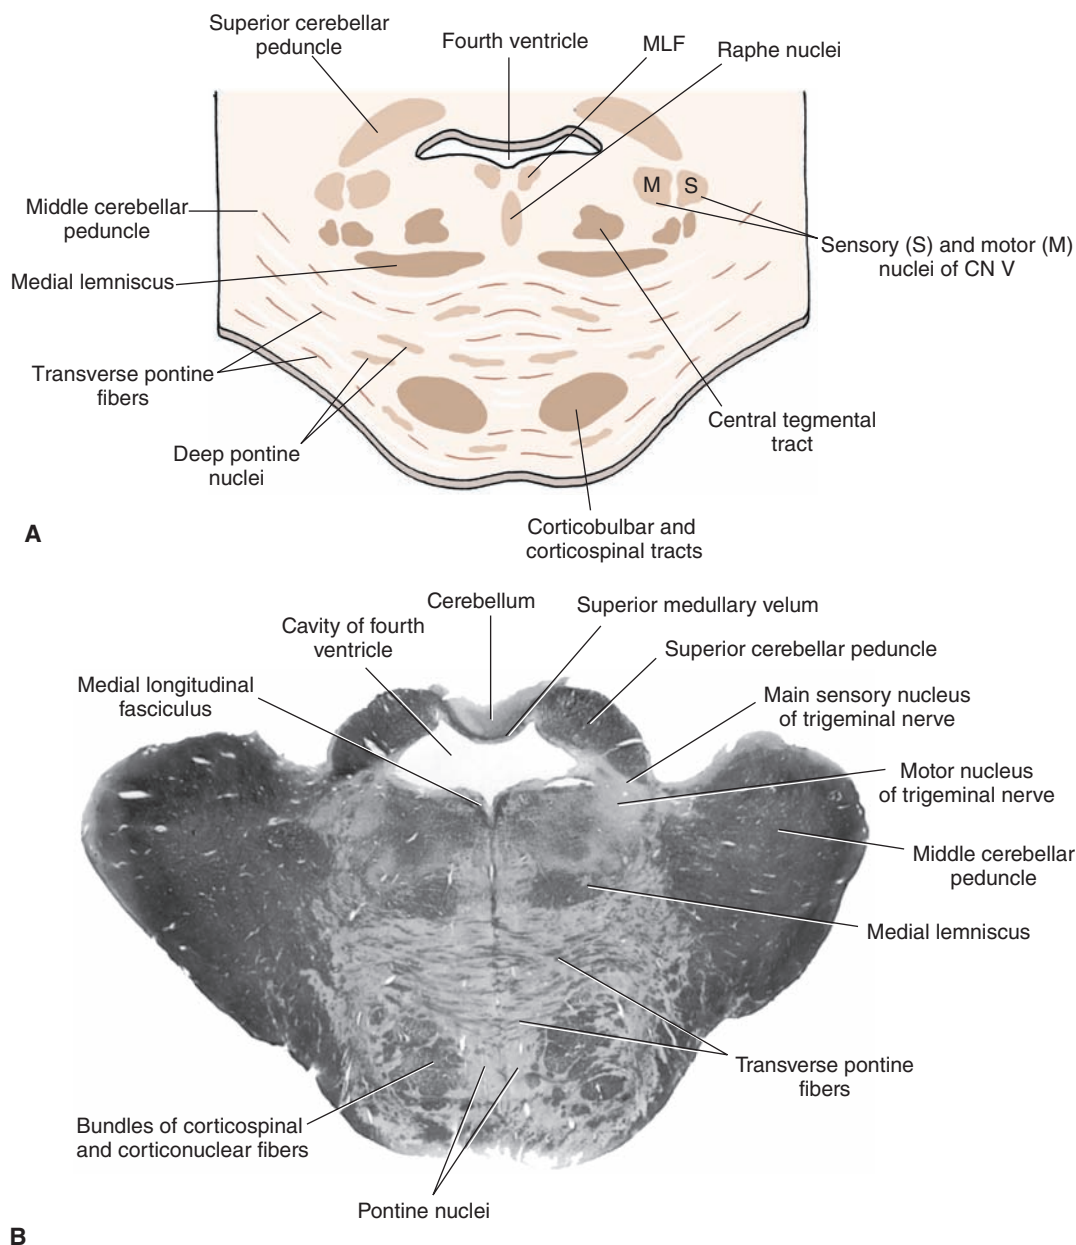 Superior cerebellar
peduncle
Fourth ventricle
MLF
Raphe nuclei
M
S
Middle cerebellar
peduncle
Sensory (S) and motor (M)
nuclei of CN V
Medial lemniscus
Transverse pontine
fibers
Central tegmental
tract
Deep pontine
nuclei
Corticobulbar and
corticospinal tracts
A
Cerebellum
Superior medullary velum
Cavity of fourth
ventricle
Superior cerebellar peduncle
Medial longitudinal
fasciculus
Main sensory nucleus
of trigeminal nerve
Motor nucleus
of trigeminal nerve
Middle cerebellar
peduncle
Medial lemniscus
Transverse pontine
fibers
Bundles of corticospinal
and corticonuclear fibers
Pontine nuclei
B